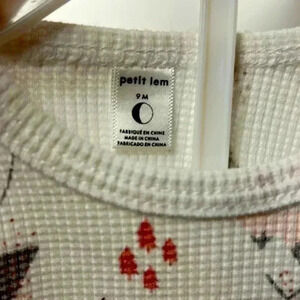 petit lem
9 M
FABRIQUÉ EN CHINE
MADE IN CHINA
FABRICADO EN CHINA